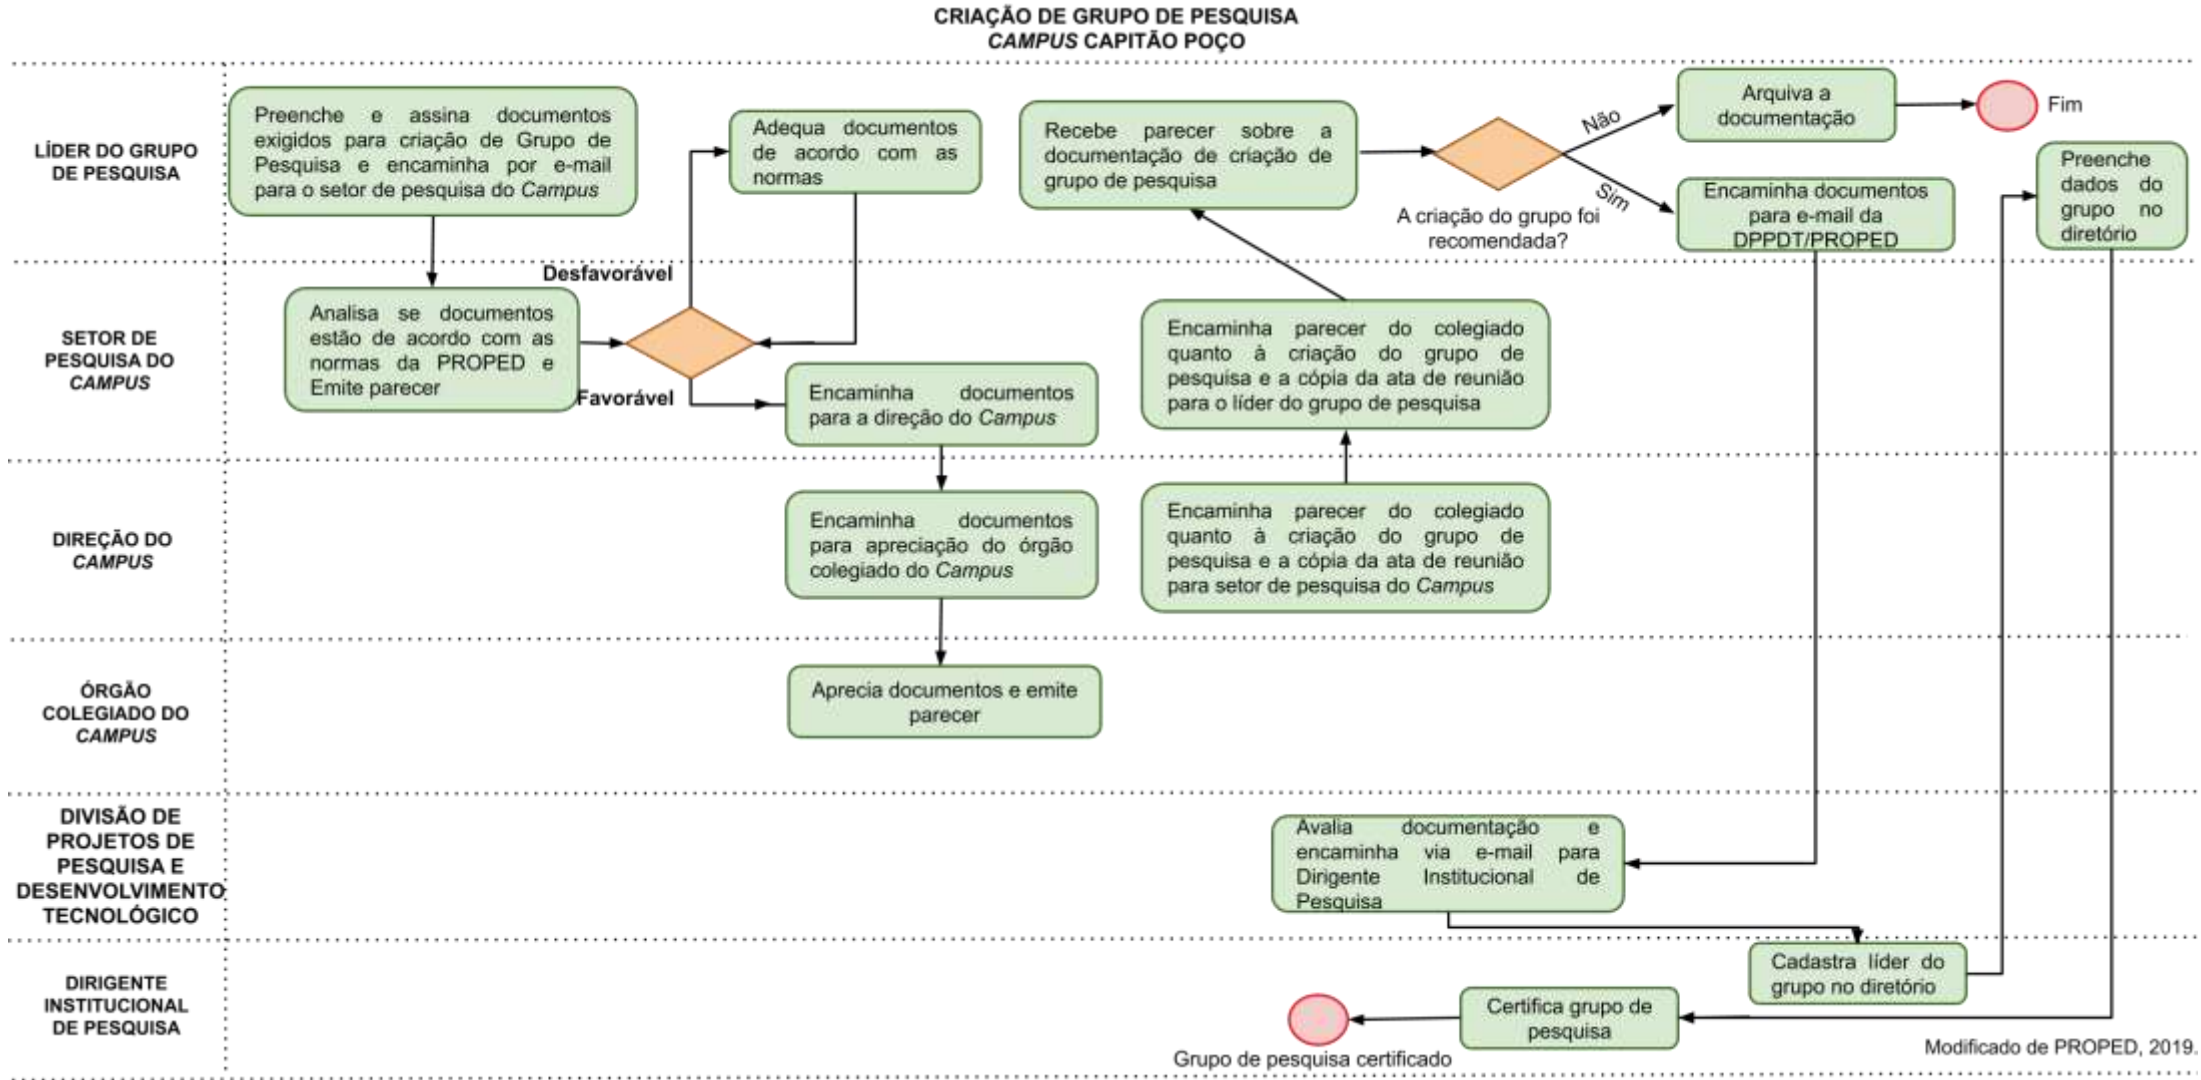 CRIAÇÃO DE GRUPO DE PESQUISA
CAMPUS CAPITÃO POÇO
LÍDER DO GRUPO
DE PESQUISA
Preenche e assina documentos
exigidos para criação de Grupo de
Pesquisa e encaminha por e-mail
para o setor de pesquisa do Campus
Adequa documentos
de acordo com as
normas
Recebe parecer sobre a
documentação de criação de
grupo de pesquisa
A criação do grupo foi
recomendada?
Não
Sim
Arquiva a
documentação
Fim
Encaminha documentos
para e-mail da
DPPDT/PROPED
Preenche
dados do
grupo no
diretório
SETOR DE
PESQUISA DO
CAMPUS
Analisa se documentos
estão de acordo com as
normas da PROPED e
Emite parecer
Desfavorável
Favorável
Encaminha documentos
para a direção do Campus
Encaminha parecer do colegiado
quanto à criação do grupo de
pesquisa e a cópia da ata de reunião
para o líder do grupo de pesquisa
DIREÇÃO DO
CAMPUS
Encaminha documentos
para apreciação do órgão
colegiado do Campus
Encaminha parecer do colegiado
quanto à criação do grupo de
pesquisa e a cópia da ata de reunião
para setor de pesquisa do Campus
ÓRGÃO
COLEGIADO DO
CAMPUS
Aprecia documentos e emite
parecer
DIVISÃO DE
PROJETOS DE
PESQUISA E
DESENVOLVIMENTO
TECNOLÓGICO
Avalia documentação e
encaminha via e-mail para
Dirigente Institucional de
Pesquisa
DIRIGENTE
INSTITUCIONAL
DE PESQUISA
Cadastra líder do
grupo no diretório
Certifica grupo de
pesquisa
Grupo de pesquisa certificado
Modificado de PROPED, 2019.